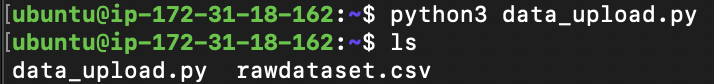 [ubuntu@ip-172-31-18-162:~$ python3 data_upload.py
[ubuntu@ip-172-31-18-162:~$ ls
data_upload.py  rawdataset.csv